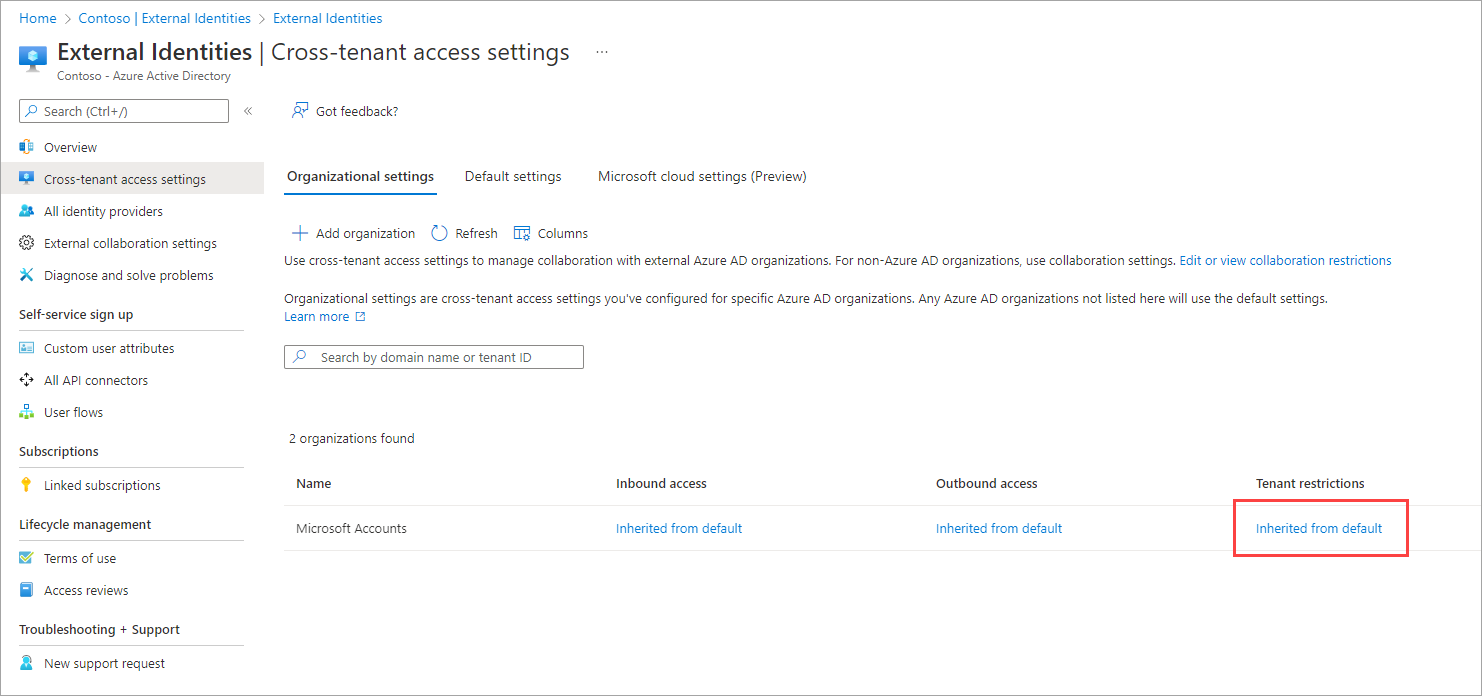 Home > Contoso | External Identities > External Identities
External Identities | Cross-tenant access settings ...
Contoso - Azure Active Directory
Search (Ctrl+/) «
Overview
Cross-tenant access settings
All identity providers
External collaboration settings
Diagnose and solve problems
Self-service sign up
Custom user attributes
All API connectors
User flows
Subscriptions
Linked subscriptions
Lifecycle management
Terms of use
Access reviews
Troubleshooting + Support
New support request
Got feedback?
Organizational settings Default settings Microsoft cloud settings (Preview)
Add organization Refresh Columns
Use cross-tenant access settings to manage collaboration with external Azure AD organizations. For non-Azure AD organizations, use collaboration settings. Edit or view collaboration restrictions
Organizational settings are cross-tenant access settings you've configured for specific Azure AD organizations. Any Azure AD organizations not listed here will use the default settings.
Learn more
Search by domain name or tenant ID
2 organizations found
Name Inbound access Outbound access Tenant restrictions
Microsoft Accounts Inherited from default Inherited from default Inherited from default